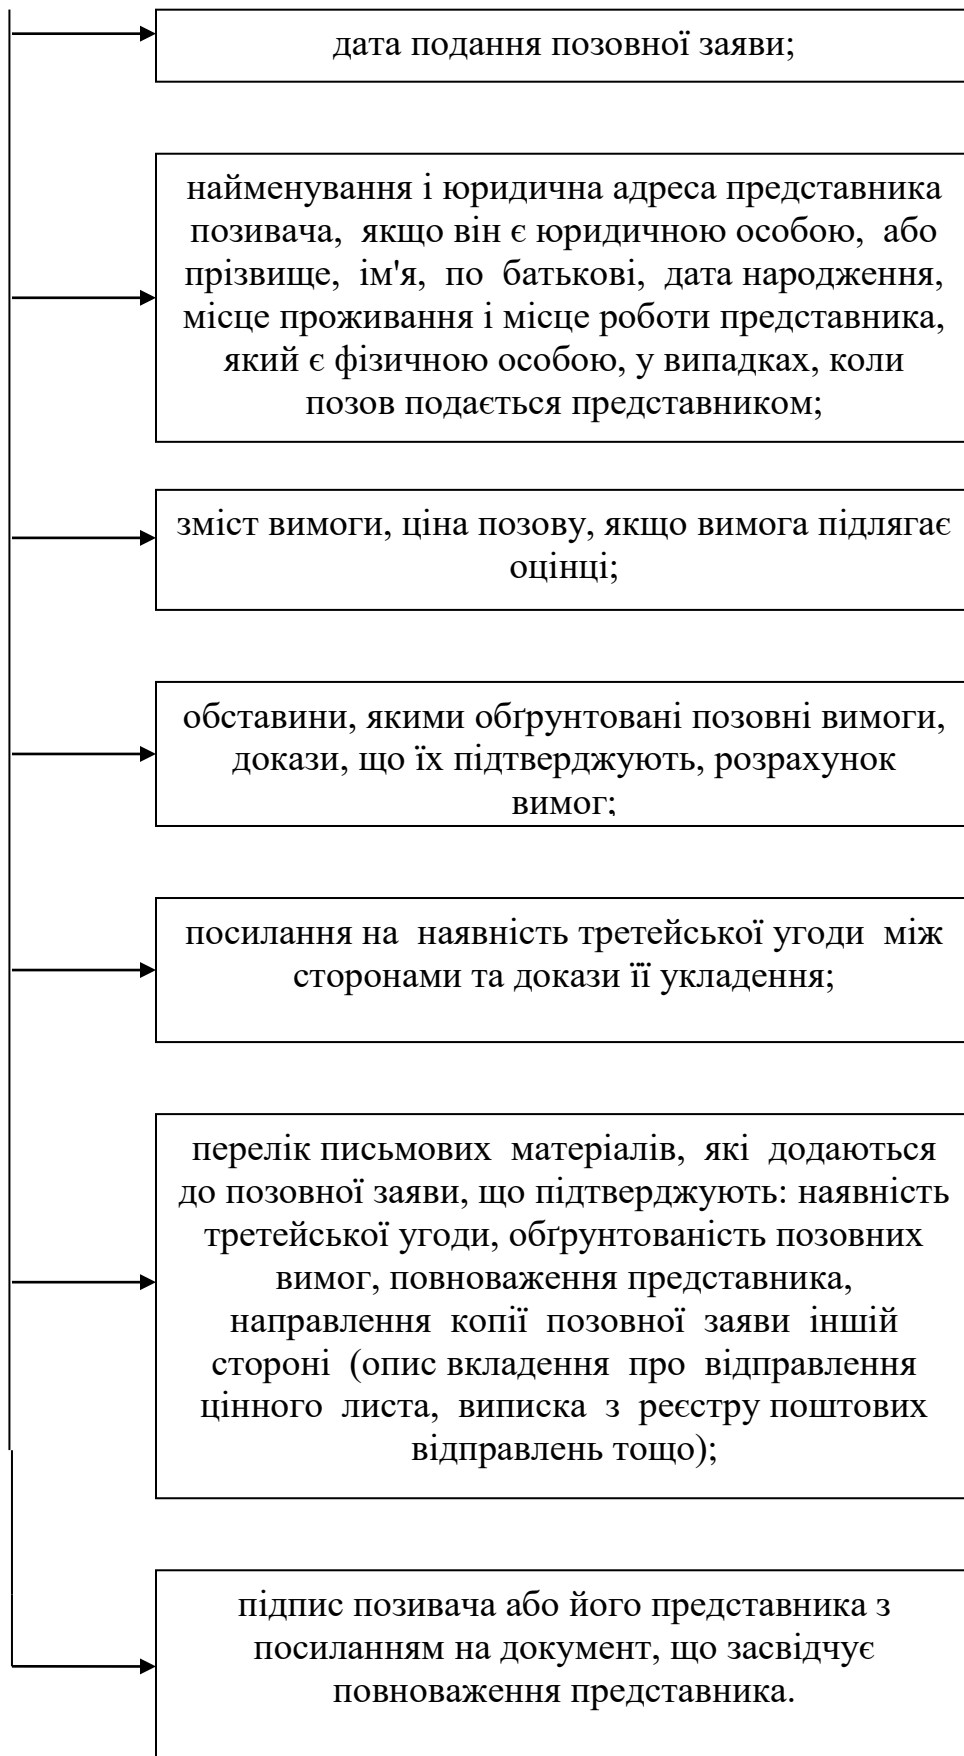 дата подання позовної заяви;
найменування і юридична адреса представника
позивача, якщо він є юридичною особою, або
прізвище, ім'я, по батькові, дата народження,
місце проживання і місце роботи представника,
який є фізичною особою, у випадках, коли
позов подається представником;
зміст вимоги, ціна позову, якщо вимога підлягає
оцінці;
обставини, якими обґрунтовані позовні вимоги,
докази, що їх підтверджують, розрахунок
вимог;
посилання на наявність третейської угоди між
сторонами та докази її укладення;
перелік письмових матеріалів, які додаються
до позовної заяви, що підтверджують: наявність
третейської угоди, обґрунтованість позовних
вимог, повноваження представника,
направлення копії позовної заяви іншій
стороні (опис вкладення про відправлення
цінного листа, виписка з реєстру поштових
відправлень тощо);
підпис позивача або його представника з
посиланням на документ, що засвідчує
повноваження представника.